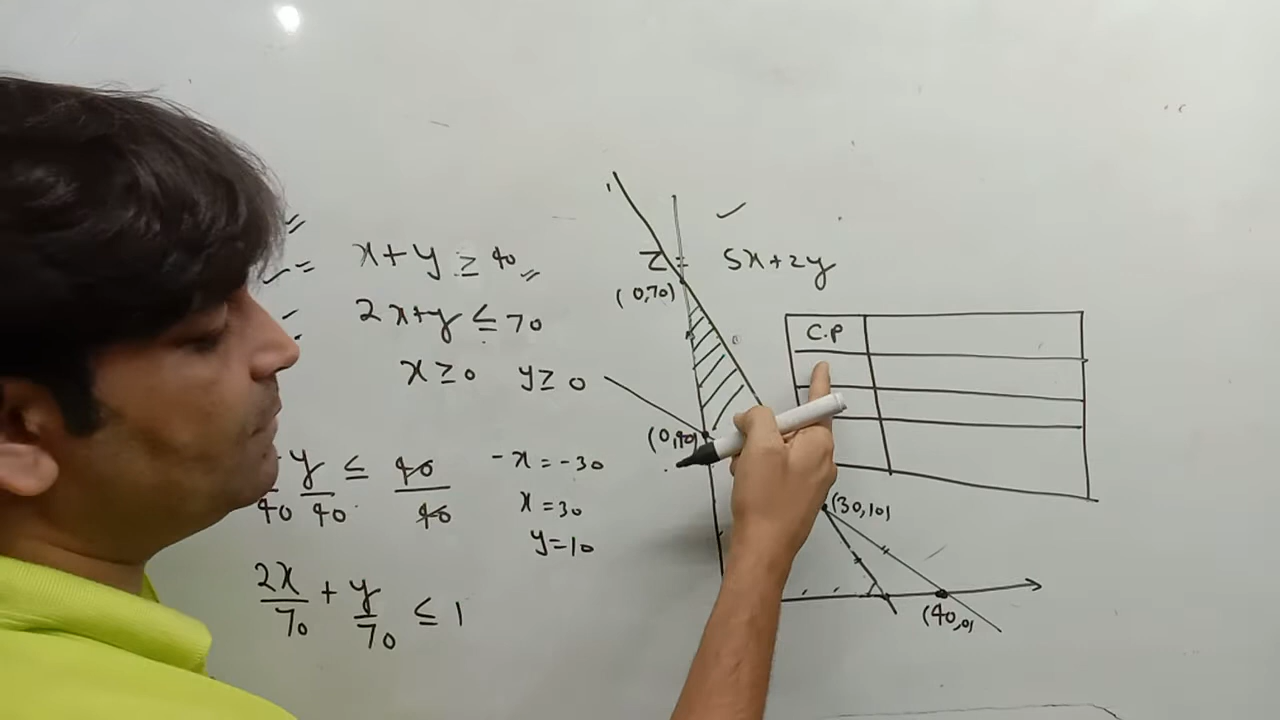 x+y ≥ 40
2x+y ≤ 70
x≥0 y≥ 0
y/40 ≤ 40/40
40
2x/70 + y/70 ≤ 1
-x = -30
x = 30
y=10
Z= 5x+2y
(0,70)
(0,40)
C.P
(30,10)
(40,0)